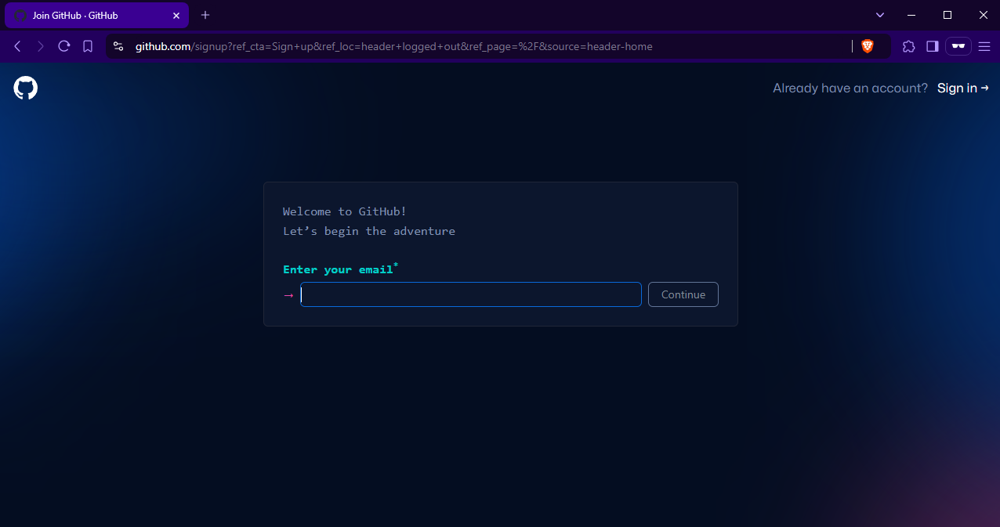 Join GitHub · GitHub
github.com/signup?ref_cta=Sign+up&ref_loc=header+logged+out&ref_page=%2F&source=header-home
Already have an account? Sign in →
Welcome to GitHub!
Let’s begin the adventure
Enter your email*
→
Continue